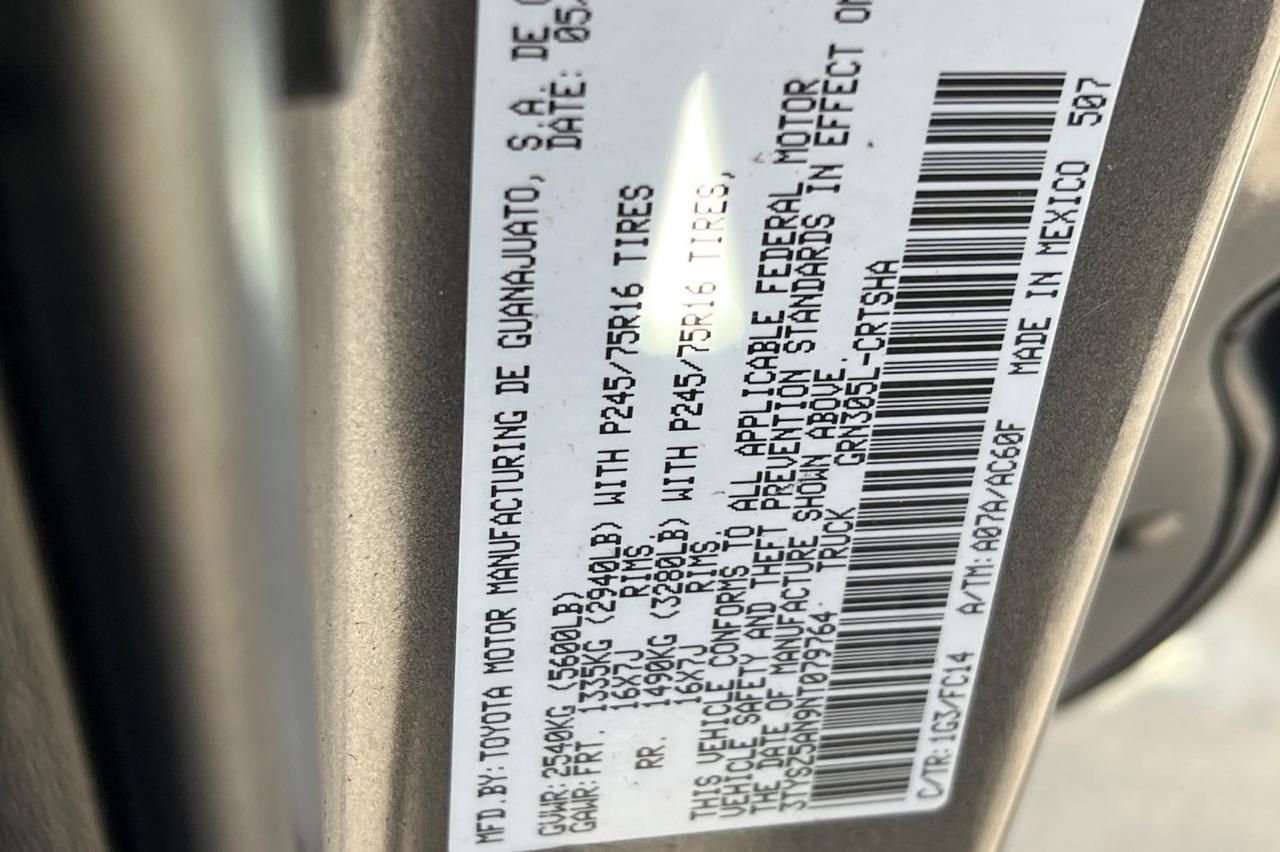 MFD.BY: TOYOTA MOTOR MANUFACTURING DE GUANAJUATO, S.A. DE
DATE: 05/
GVWR: 2540KG (5600LB)
GAWR: FRT. 1335KG (2940LB) WITH P245/75R16 TIRES
16X7J RIMS,
RR. 1490KG (3280LB) WITH P245/75R16 TIRES,
16X7J RIMS.
THIS VEHICLE CONFORMS TO ALL APPLICABLE FEDERAL MOTOR
VEHICLE SAFETY AND THEFT PREVENTION STANDARDS IN EFFECT ON
THE DATE OF MANUFACTURE SHOWN ABOVE.
3TYSZ5AN9NT079764 TRUCK GRN305L-CRTSHA
C/TR: 1G3/FC14 A/TM: A07A/AC60F MADE IN MEXICO 507